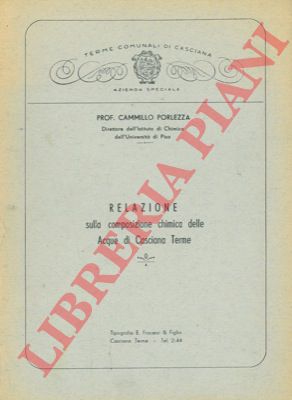 TERME COMUNALI DI CASCIANA
AZIENDA SPECIALE
PROF. CAMMILLO PORLEZZA
Direttore dell'Istituto di Chimica
dell'Università di Pisa
RELAZIONE
sulla composizione chimica delle
Acque di Casciana Terme
Tipografia B. Fracassi & Figlio
Casciana Terme - Tel. 2-44
LIBRERIA PIANI